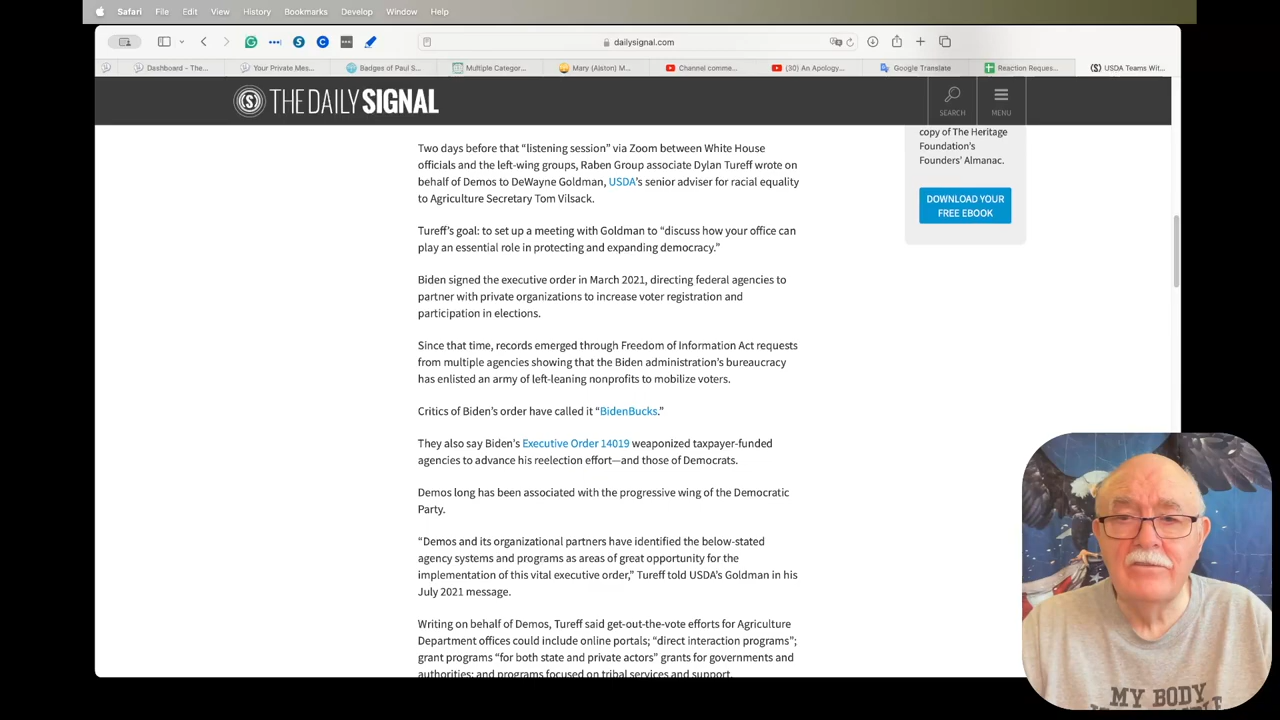 Safari File Edit View History Bookmarks Develop Window Help
dailysignal.com
Dashboard - The... Your Private Mes... Badges of Paul S... Multiple Categor... Mary (Alston) M... Channel comme... (30) An Apology... Google Translate Reaction Reques... USDA Teams Wit...
THE DAILY SIGNAL
SEARCH MENU
copy of The Heritage
Foundation's
Founders' Almanac.
DOWNLOAD YOUR
FREE EBOOK
Two days before that “listening session” via Zoom between White House
officials and the left-wing groups, Raben Group associate Dylan Tureff wrote on
behalf of Demos to DeWayne Goldman, USDA's senior adviser for racial equality
to Agriculture Secretary Tom Vilsack.
Tureff's goal: to set up a meeting with Goldman to “discuss how your office can
play an essential role in protecting and expanding democracy.”
Biden signed the executive order in March 2021, directing federal agencies to
partner with private organizations to increase voter registration and
participation in elections.
Since that time, records emerged through Freedom of Information Act requests
from multiple agencies showing that the Biden administration's bureaucracy
has enlisted an army of left-leaning nonprofits to mobilize voters.
Critics of Biden's order have called it “BidenBucks.”
They also say Biden's Executive Order 14019 weaponized taxpayer-funded
agencies to advance his reelection effort—and those of Democrats.
Demos long has been associated with the progressive wing of the Democratic
Party.
“Demos and its organizational partners have identified the below-stated
agency systems and programs as areas of great opportunity for the
implementation of this vital executive order,” Tureff told USDA's Goldman in his
July 2021 message.
Writing on behalf of Demos, Tureff said get-out-the-vote efforts for Agriculture
Department offices could include online portals; “direct interaction programs”;
grant programs “for both state and private actors” grants for governments and
authorities; and programs focused on tribal services and support.
MY BODY